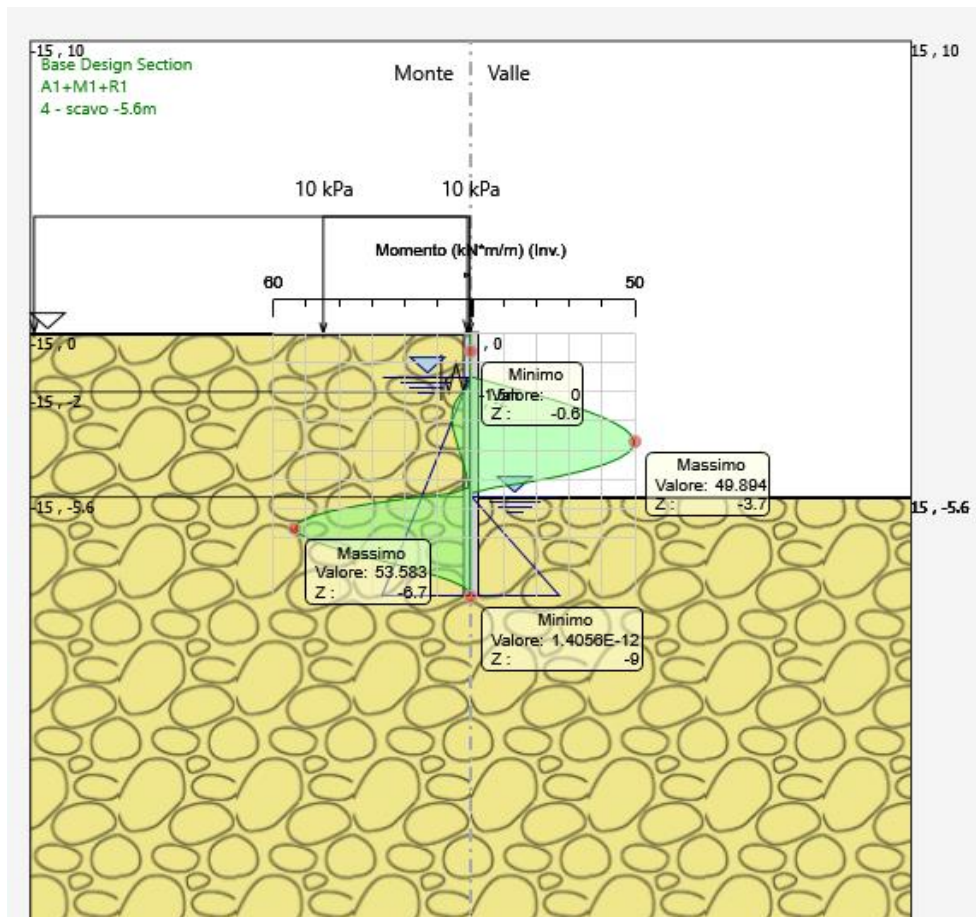 -15 , 10
15 , 10
Base Design Section
A1+M1+R1
4 - scavo -5.6m
Monte
Valle
10 kPa
10 kPa
Momento (kN*m/m) (Inv.)
60
50
-15 , 0
, 0
Minimo
Valore: 0
Z : -0.6
-15 , -2
Massimo
Valore: 49.894
Z : -3.7
-15 , -5.6
15 , -5.6
Massimo
Valore: 53.583
Z : -6.7
Minimo
Valore: 1.4056E-12
Z : -9